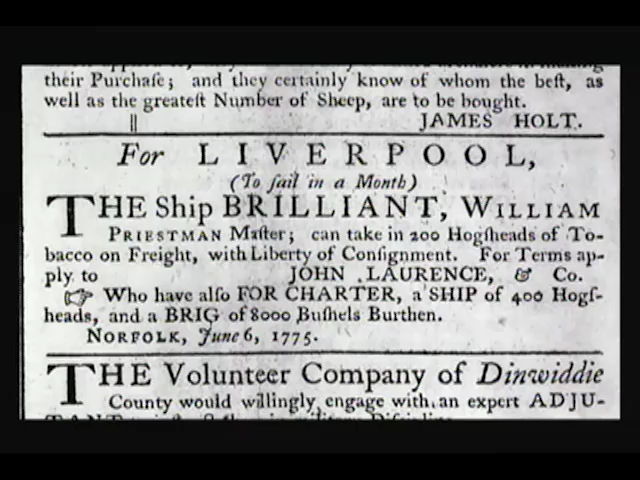 their Purchaſe; and they certainly know of whom the beſt, as
well as the greateſt Number of Sheep, are to be bought.
‖ JAMES HOLT.
For LIVERPOOL,
(To ſail in a Month)
THE Ship BRILLIANT, WILLIAM
PRIESTMAN Maſter; can take in 200 Hogſheads of To-
bacco on Freight, with Liberty of Conſignment. For Terms ap-
ply to JOHN LAURENCE, & Co.
☞ Who have alſo FOR CHARTER, a SHIP of 400 Hogſ-
heads, and a BRIG of 8000 Buſhels Burthen.
NORFOLK, June 6, 1775.
THE Volunteer Company of Dinwiddie
County would willingly engage with an expert ADJU-